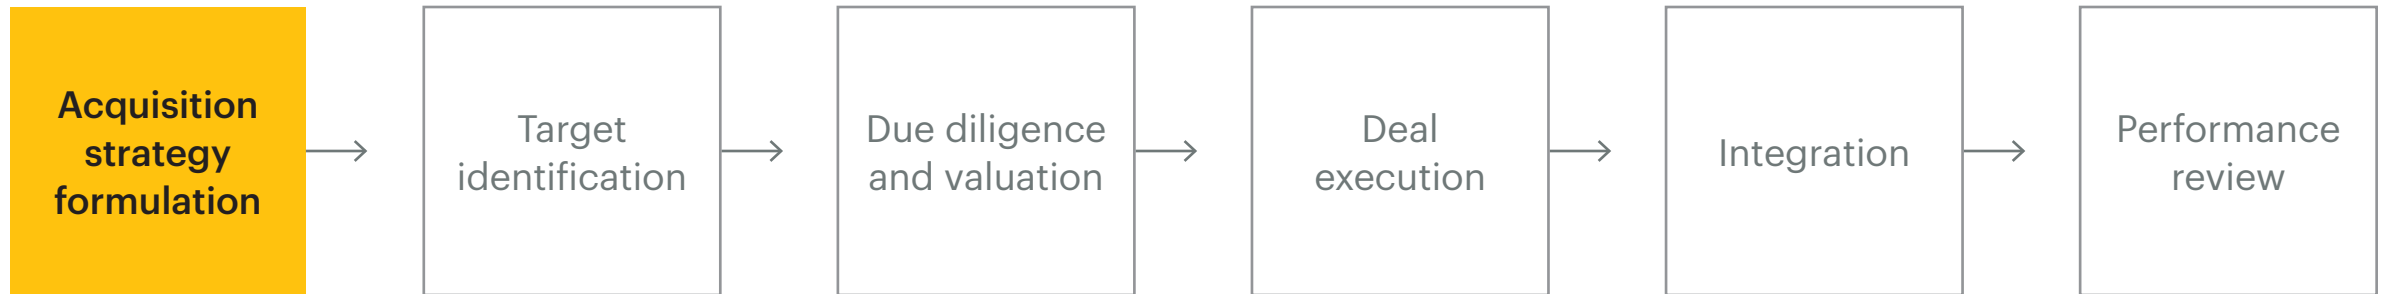 Acquisition
strategy
formulation
Target
identification
Due diligence
and valuation
Deal
execution
Integration
Performance
review